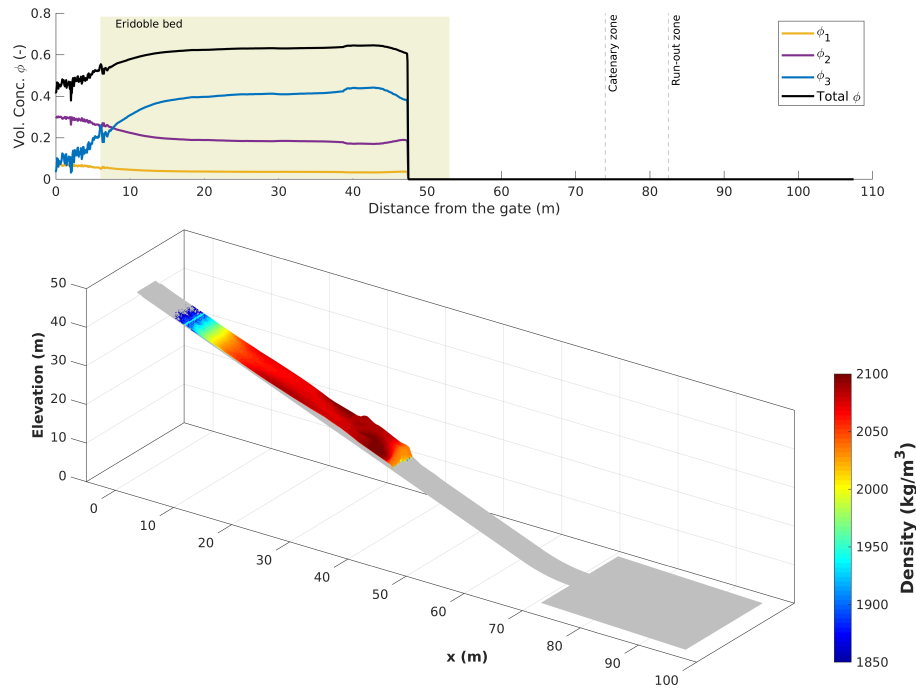 Eridoble bed
0.8
0.6
0.4
0.2
0
Vol. Conc. ϕ (-)
0 10 20 30 40 50 60 70 80 90 100 110
Distance from the gate (m)
Catenary zone
Run-out zone
ϕ₁
ϕ₂
ϕ₃
Total ϕ
50
40
30
20
10
0
Elevation (m)
0
10
20
30
40
50
60
70
80
90
100
x (m)
2100
2050
2000
1950
1900
1850
Density (kg/m³)